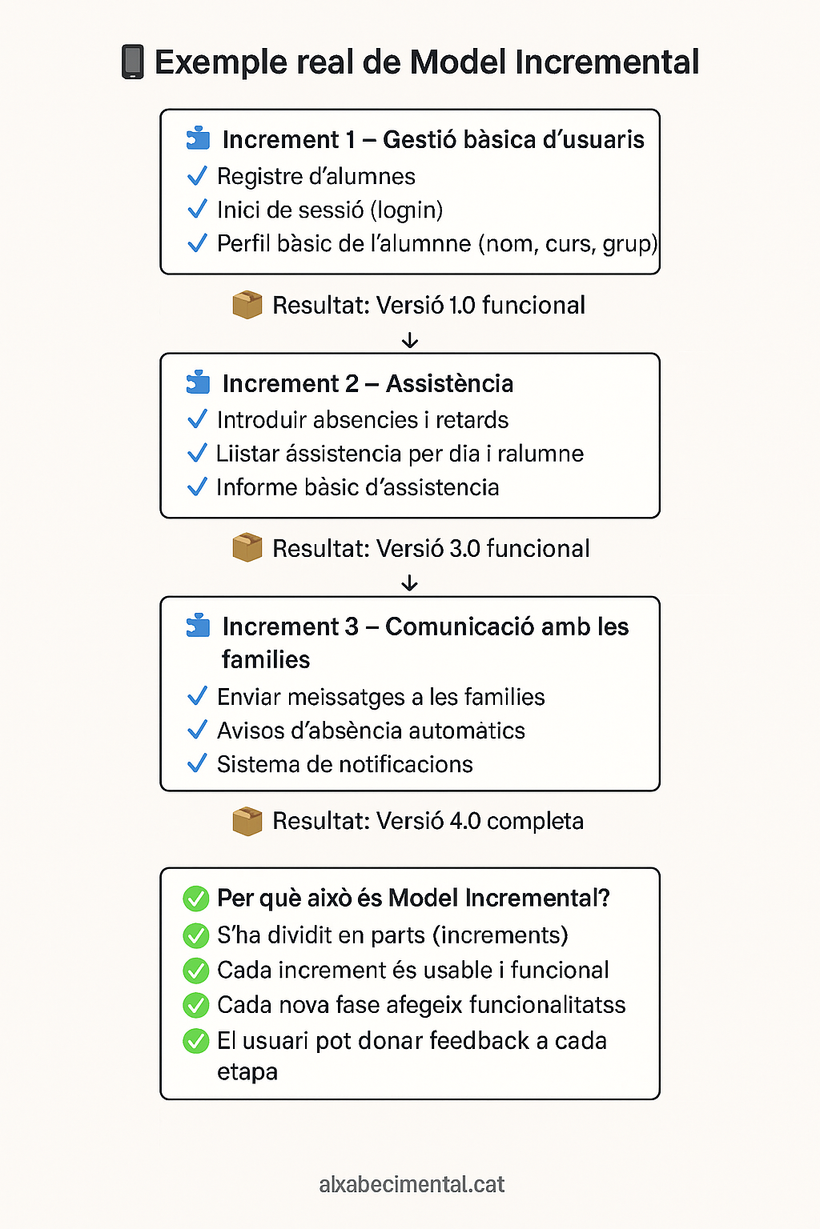 Exemple real de Model Incremental
Increment 1 – Gestió bàsica d'usuaris
Registre d'alumnes
Inici de sessió (lognin)
Perfil bàsic de l'alumnne (nom, curs, grup)
Resultat: Versió 1.0 funcional
↓
Increment 2 – Assistència
Introduir absencies i retards
Liistar ássistencia per dia i ralumne
Informe bàsic d'assistencia
Resultat: Versió 3.0 funcional
↓
Increment 3 – Comunicació amb les
families
Enviar meissatges a les families
Avisos d'absència automàtics
Sistema de notificacions
Resultat: Versió 4.0 completa
Per què això és Model Incremental?
S'ha dividit en parts (increments)
Cada increment és usable i funcional
Cada nova fase afegeix funcionalitatss
El usuari pot donar feedback a cada
etapa
alxabecimental.cat